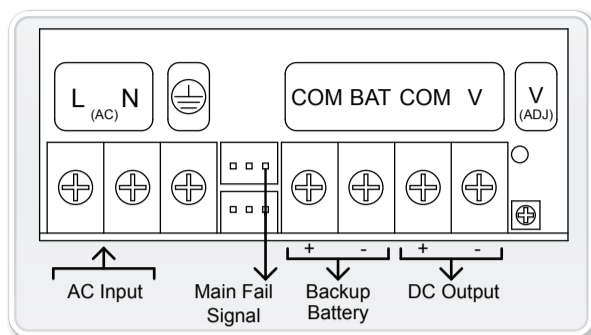 L (AC) N
COM BAT COM V
V
(ADJ)
+ - + -
AC Input
Main Fail
Signal
Backup
Battery
DC Output